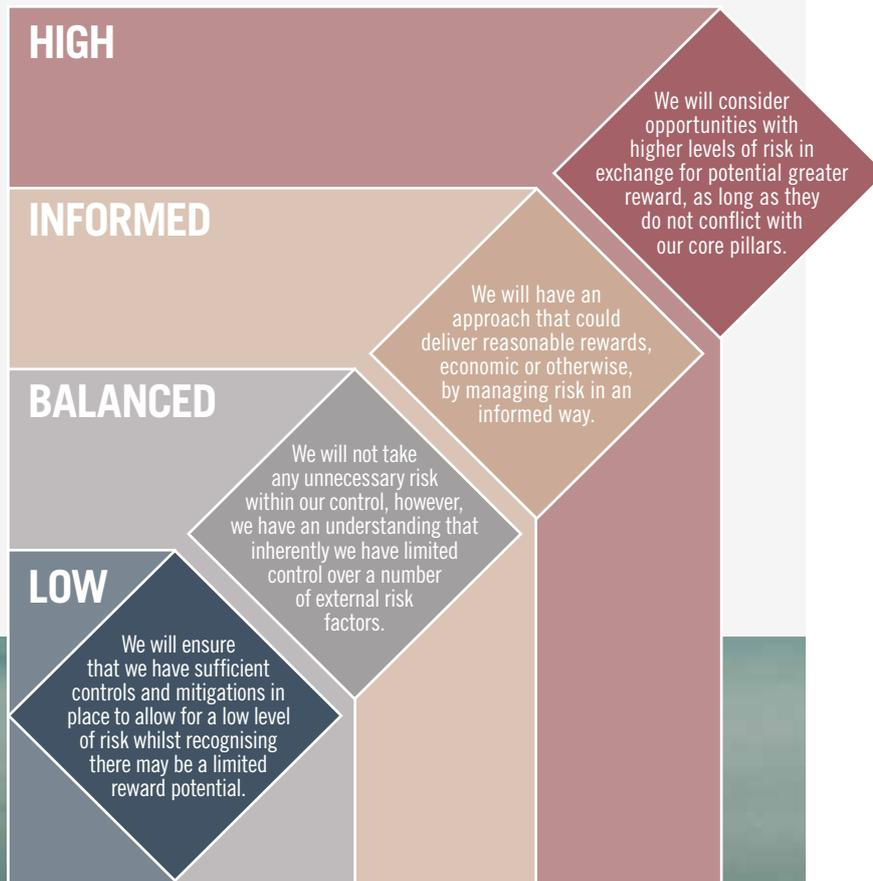 HIGH
We will consider
opportunities with
higher levels of risk in
exchange for potential greater
reward, as long as they
do not conflict with
our core pillars.
INFORMED
We will have an
approach that could
deliver reasonable rewards,
economic or otherwise,
by managing risk in an
informed way.
BALANCED
We will not take
any unnecessary risk
within our control, however,
we have an understanding that
inherently we have limited
control over a number
of external risk
factors.
LOW
We will ensure
that we have sufficient
controls and mitigations in
place to allow for a low level
of risk whilst recognising
there may be a limited
reward potential.